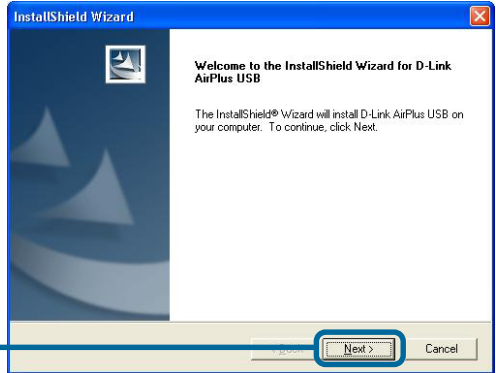 InstallShield Wizard
Welcome to the InstallShield Wizard for D-Link
AirPlus USB
The InstallShield® Wizard will install D-Link AirPlus USB on
your computer. To continue, click Next.
Next >
Cancel